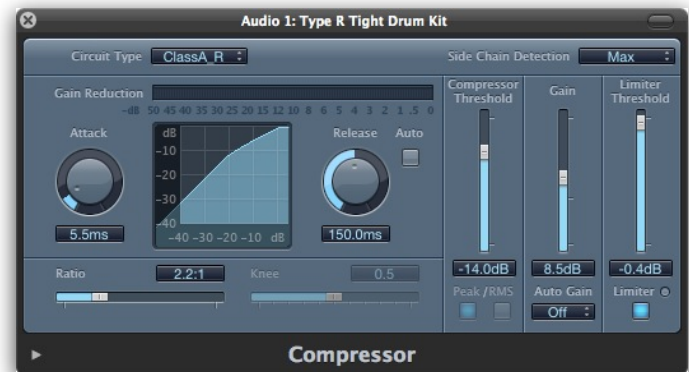 Audio 1: Type R Tight Drum Kit
Circuit Type ClassA_R
Side Chain Detection Max
Gain Reduction
-dB 50 45 40 35 30 25 20 15 12 10 8 6 5 4 3 2 1 .5 0
Attack
5.5ms
dB
-10
-20
-30
-40
-40 -30 -20 -10 dB
Release
Auto
150.0ms
Ratio 2.2:1
Knee 0.5
Compressor
Threshold
-14.0dB
Peak / RMS
Gain
8.5dB
Auto Gain
Off
Limiter
Threshold
-0.4dB
Limiter
Compressor